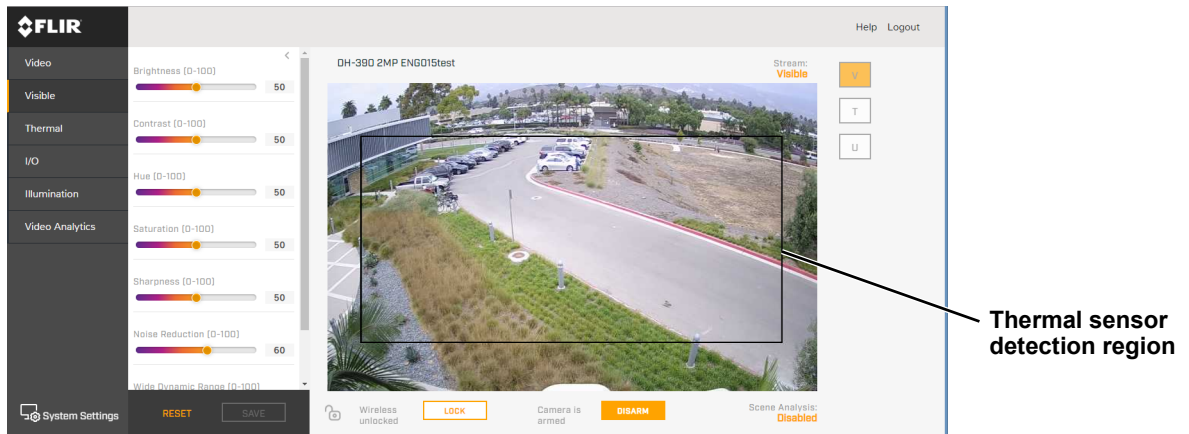 FLIR
Help Logout
Video
Visible
Thermal
I/O
Illumination
Video Analytics
System Settings
<
Brightness (0-100)
50
Contrast (0-100)
50
Hue (0-100)
50
Saturation (0-100)
50
Sharpness (0-100)
50
Noise Reduction (0-100)
60
Wide Dynamic Range (0-100)
RESET SAVE
DH-390 2MP ENG015test
Stream:
Visible
V
T
Wireless
unlocked
LOCK
Camera is
armed
DISARM
Scene Analysis:
Disabled
Thermal sensor
detection region